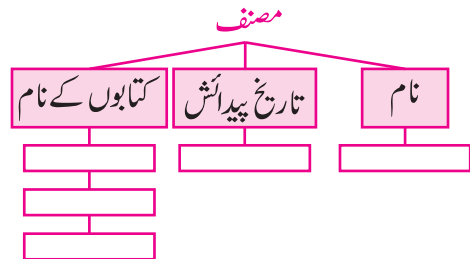 مصنف
نام
تاریخ پیدائش
کتابوں کے نام